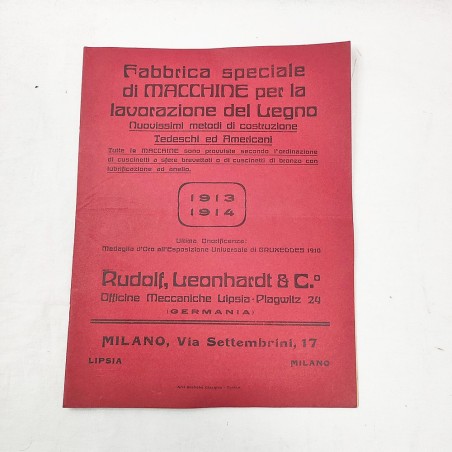 Fabbrica speciale
di MACCHINE per la
lavorazione del Legno
Nuovissimi metodi di costruzione
Tedeschi ed Americani
Tutte le MACCHINE sono provviste secondo l'ordinazione
di cuscinetti a sfere brevettati o di cuscinetti di bronzo con
lubrificazione ad anello.
1913
1914
Ultima Onorificenza:
Medaglia d'Oro all'Esposizione Universale di BRUXELLES 1910
Rudolf, Leonhardt & C.º
Officine Meccaniche Lipsia-Plagwitz 24
(GERMANIA)
MILANO, Via Settembrini, 17
LIPSIA MILANO